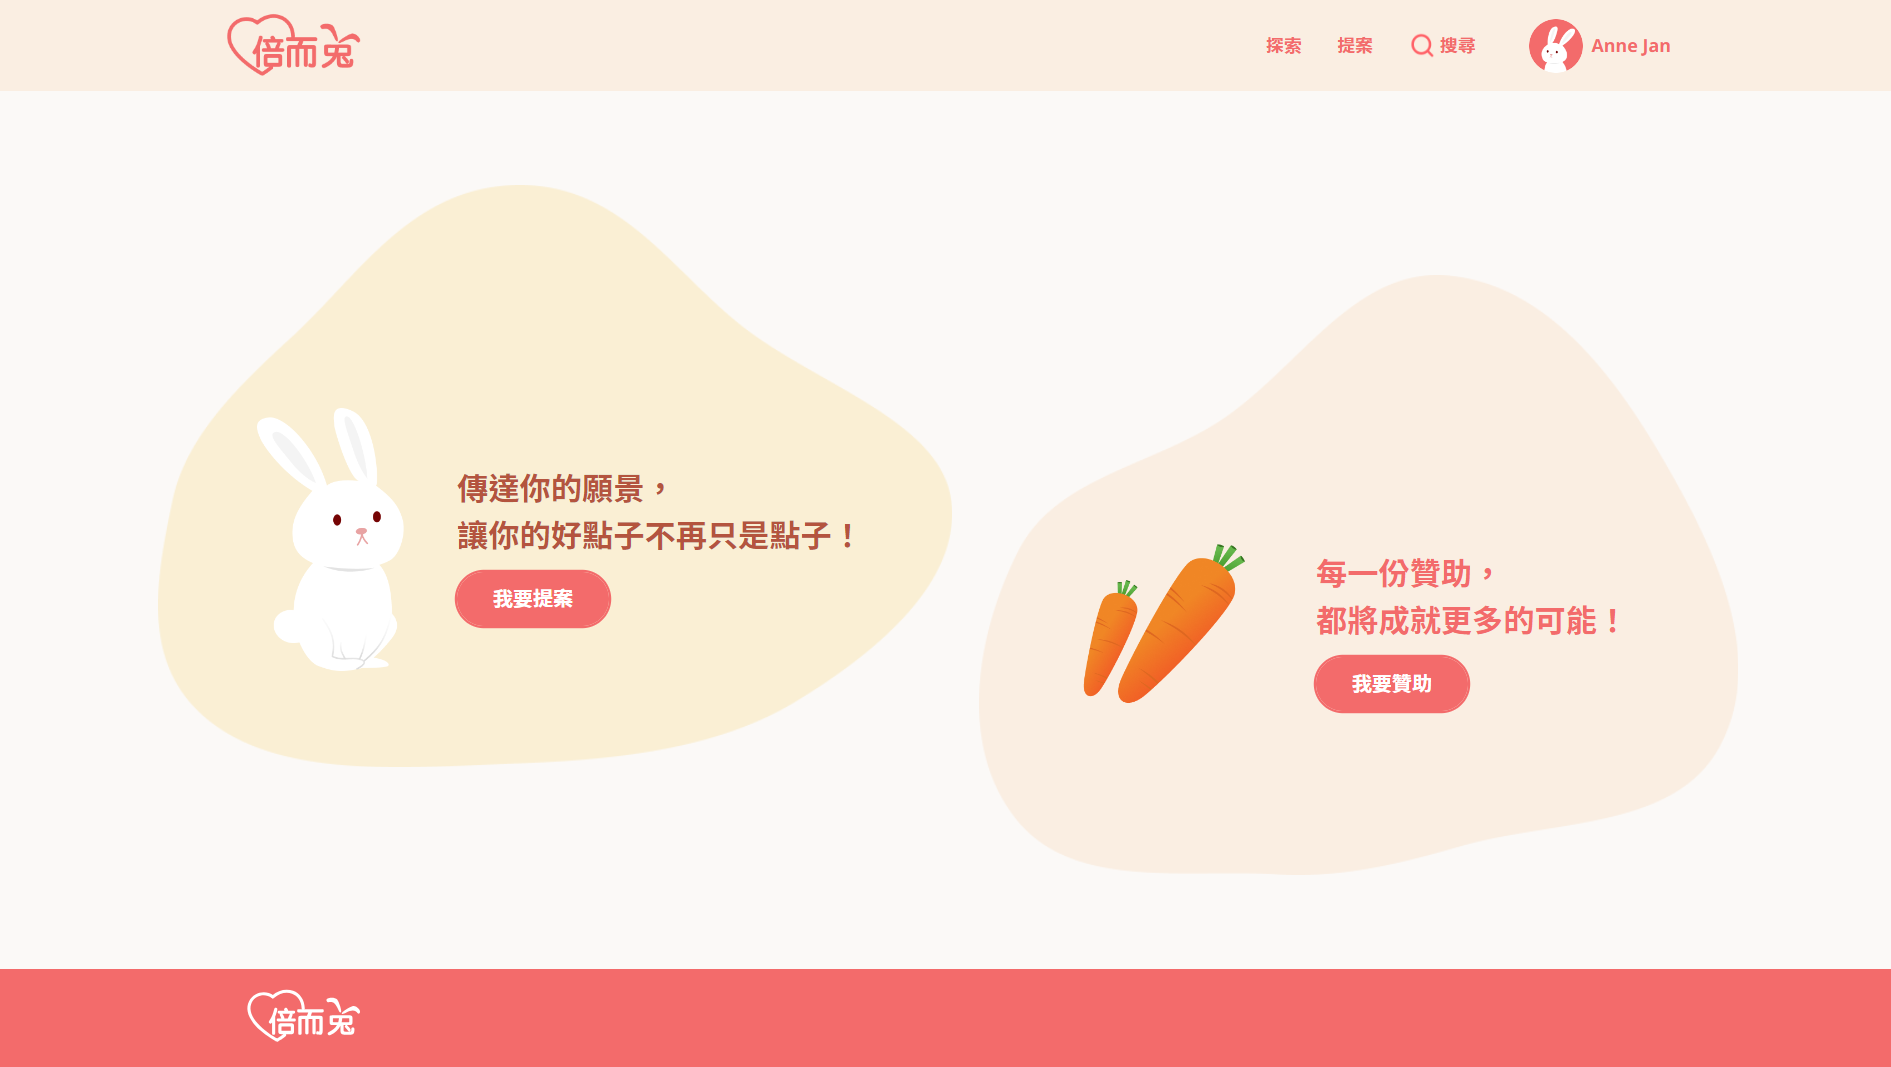 倍而兔
探索
提案
搜尋
Anne Jan
傳達你的願景，
讓你的好點子不再只是點子！
我要提案
每一份贊助，
都將成就更多的可能！
我要贊助
倍而兔